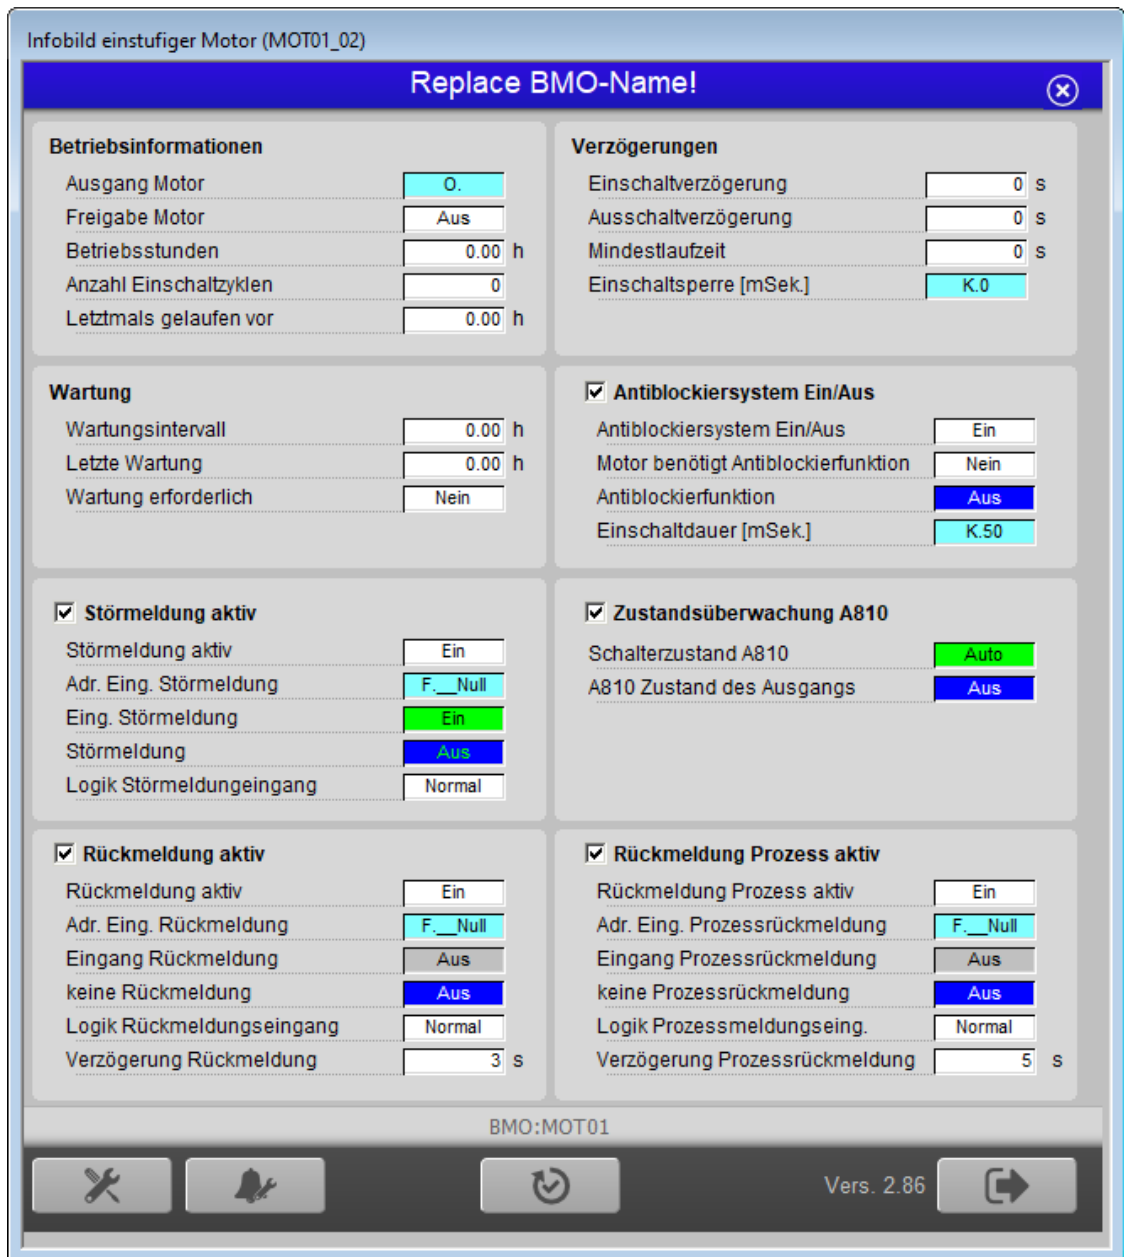 Infobild einstufiger Motor (MOT01_02)
Replace BMO-Name!
Betriebsinformationen
Ausgang Motor O.
Freigabe Motor Aus
Betriebsstunden 0.00 h
Anzahl Einschaltzyklen 0
Letztmals gelaufen vor 0.00 h
Verzögerungen
Einschaltverzögerung 0 s
Ausschaltverzögerung 0 s
Mindestlaufzeit 0 s
Einschaltsperre [mSek.] K.0
Wartung
Wartungsintervall 0.00 h
Letzte Wartung 0.00 h
Wartung erforderlich Nein
Antiblockiersystem Ein/Aus
Antiblockiersystem Ein/Aus Ein
Motor benötigt Antiblockierfunktion Nein
Antiblockierfunktion Aus
Einschaltdauer [mSek.] K.50
Störmeldung aktiv
Störmeldung aktiv Ein
Adr. Eing. Störmeldung F.__Null
Eing. Störmeldung Ein
Störmeldung Aus
Logik Störmeldungeingang Normal
Zustandsüberwachung A810
Schalterzustand A810 Auto
A810 Zustand des Ausgangs Aus
Rückmeldung aktiv
Rückmeldung aktiv Ein
Adr. Eing. Rückmeldung F.__Null
Eingang Rückmeldung Aus
keine Rückmeldung Aus
Logik Rückmeldungseingang Normal
Verzögerung Rückmeldung 3 s
Rückmeldung Prozess aktiv
Rückmeldung Prozess aktiv Ein
Adr. Eing. Prozessrückmeldung F.__Null
Eingang Prozessrückmeldung Aus
keine Prozessrückmeldung Aus
Logik Prozessmeldungseing. Normal
Verzögerung Prozessrückmeldung 5 s
BMO:MOT01
Vers. 2.86